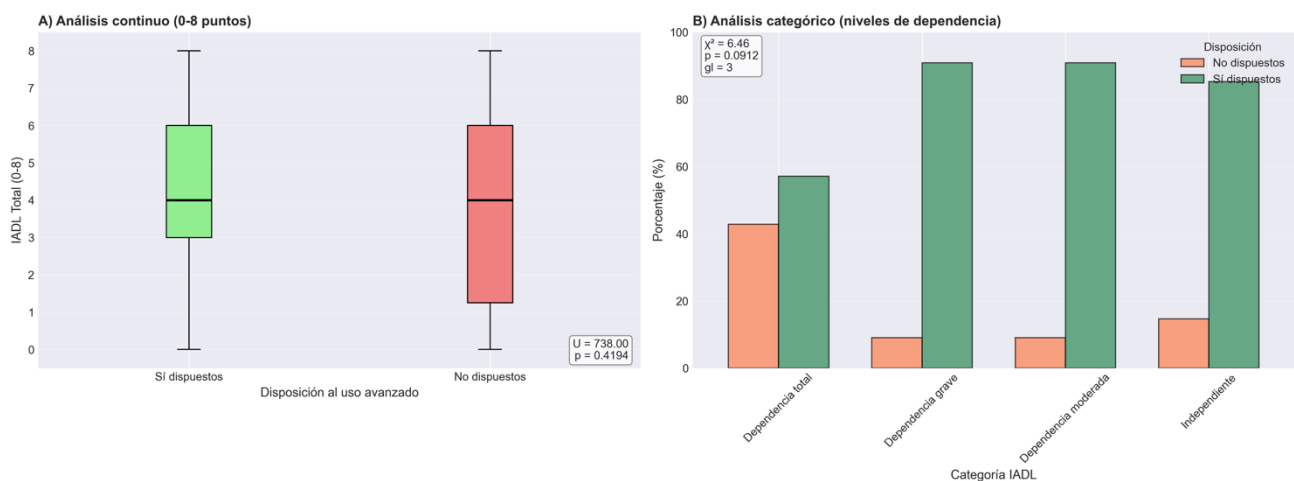 A) Análisis continuo (0-8 puntos)
IADL Total (0-8)
8
7
6
5
4
3
2
1
0
U = 738.00
p = 0.4194
Sí dispuestos
No dispuestos
Disposición al uso avanzado
B) Análisis categórico (niveles de dependencia)
Porcentaje (%)
100
80
60
40
20
0
χ² = 6.46
p = 0.0912
gl = 3
Disposición
No dispuestos
Sí dispuestos
Dependencia total
Dependencia grave
Dependencia moderada
Independiente
Categoría IADL